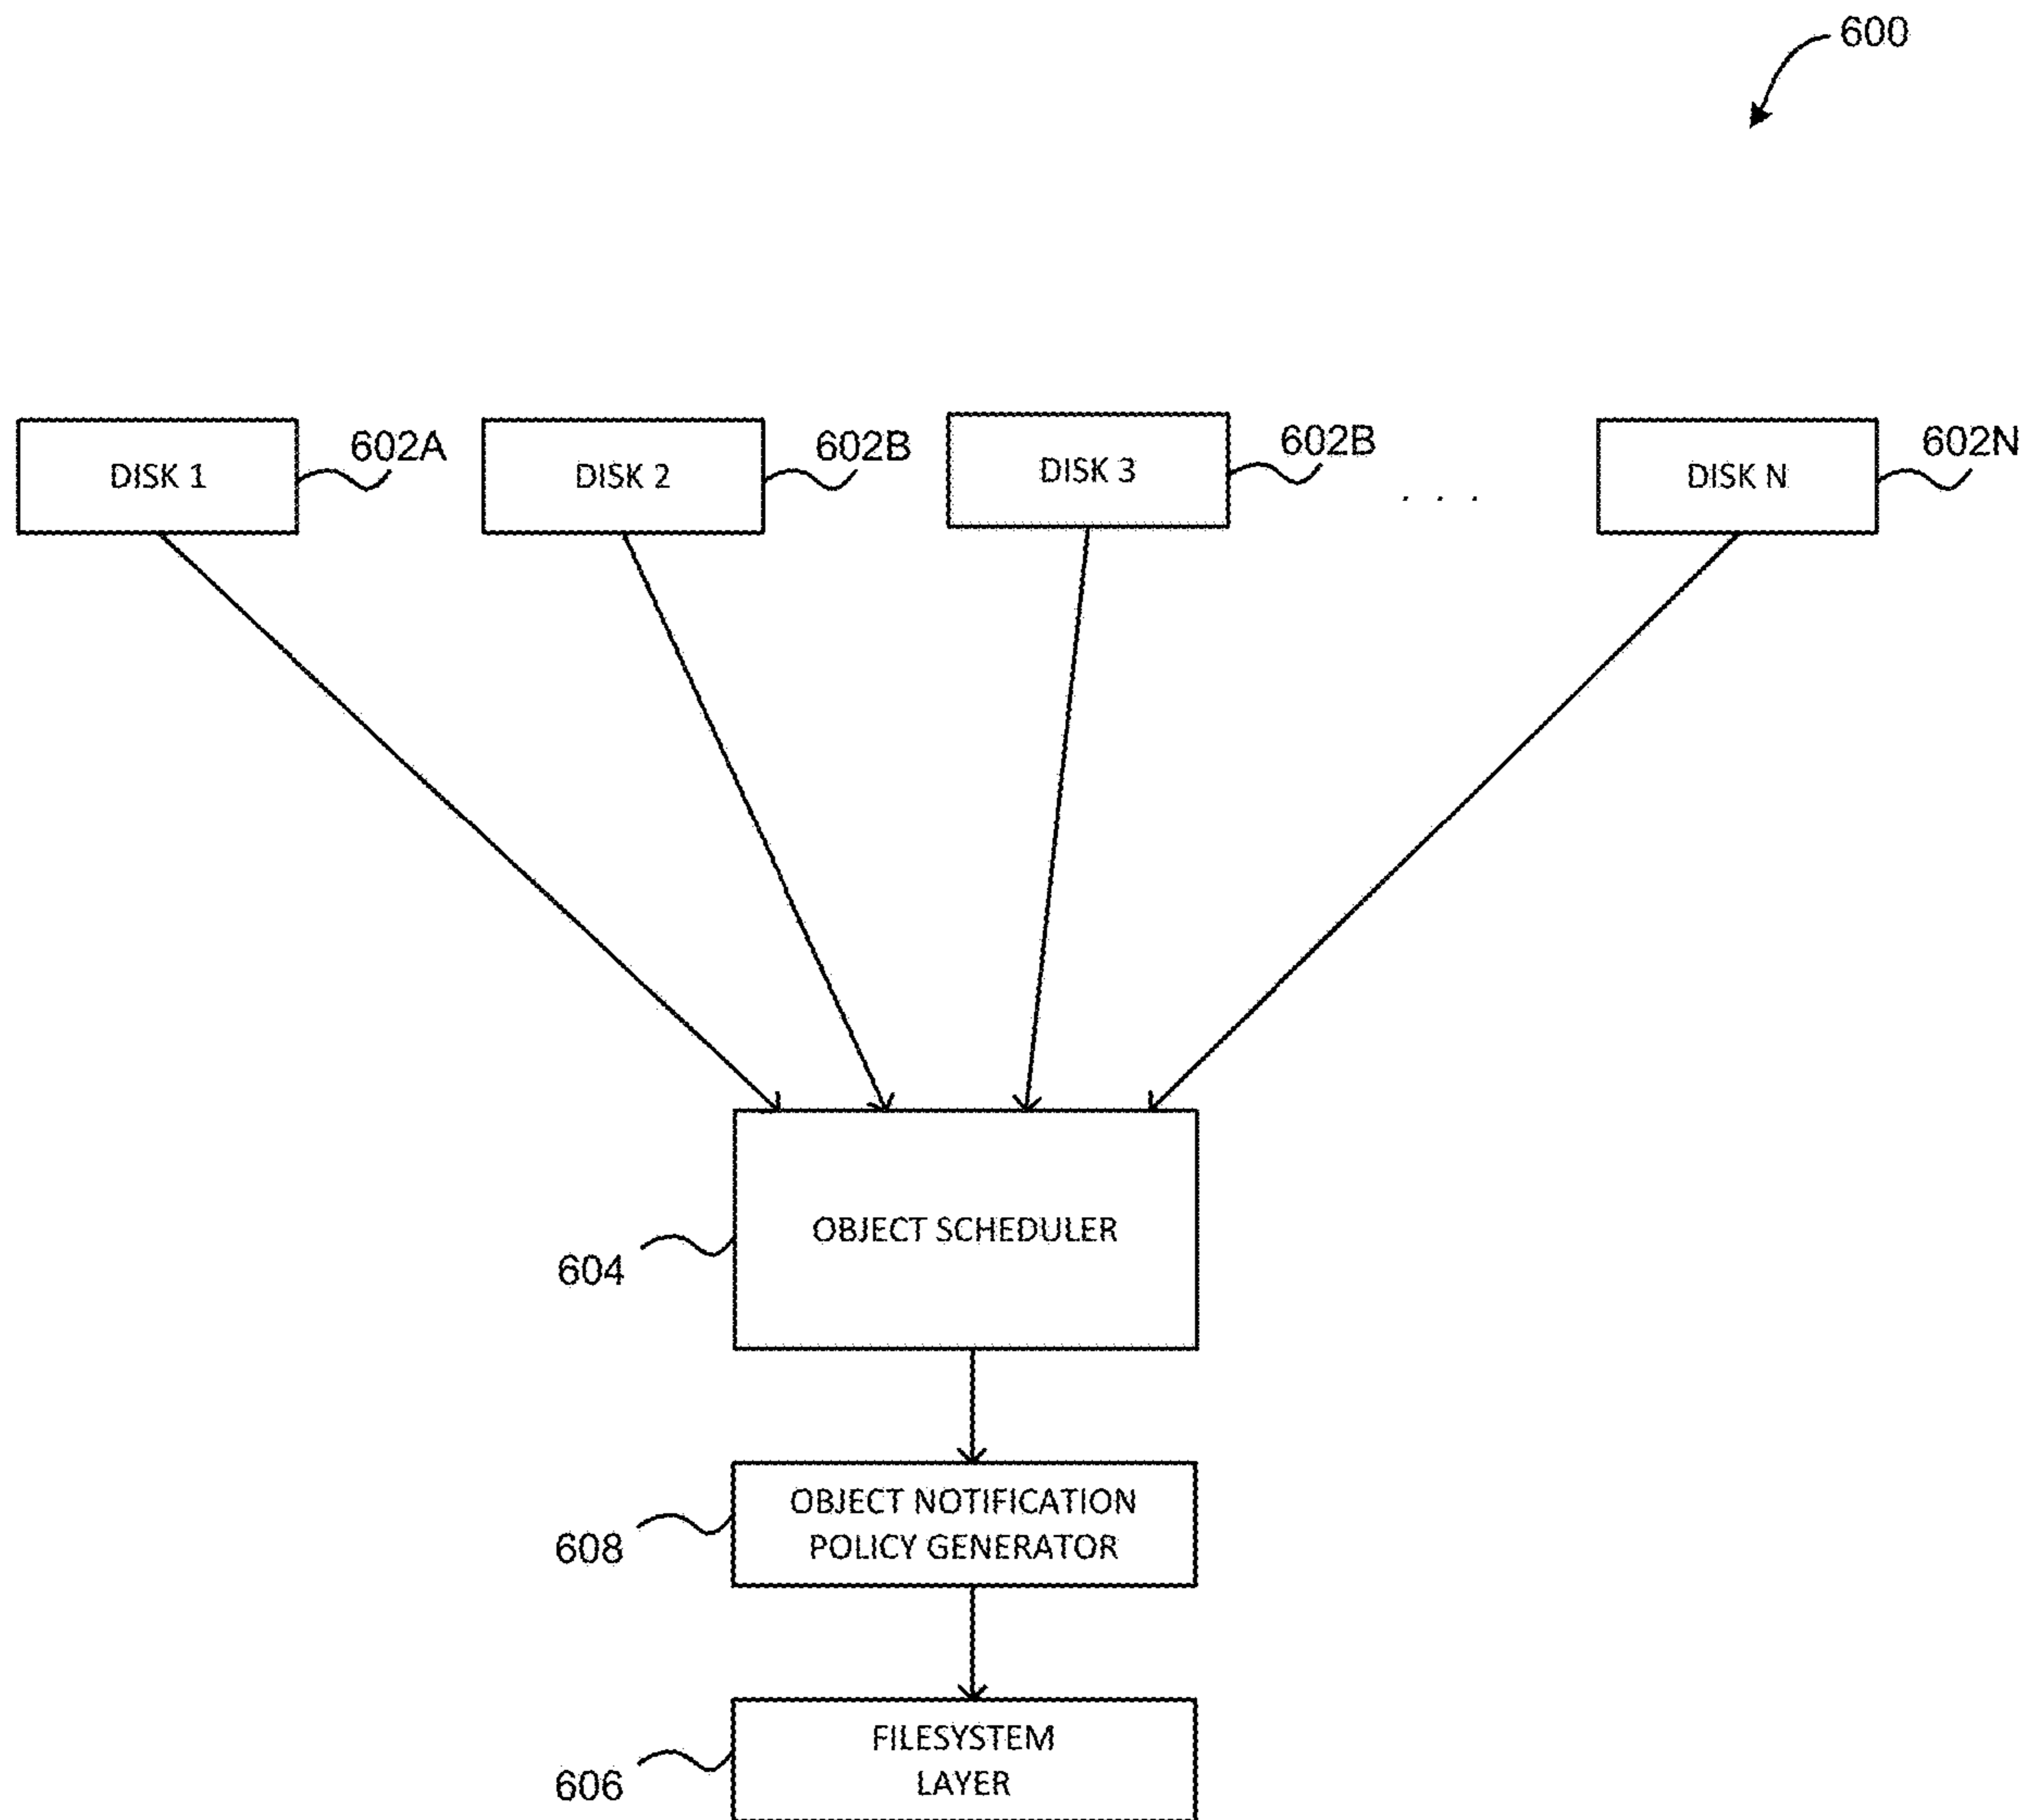 600
DISK 1
602A
DISK 2
602B
DISK 3
602B
. . .
DISK N
602N
OBJECT SCHEDULER
604
OBJECT NOTIFICATION
POLICY GENERATOR
608
FILESYSTEM
LAYER
606